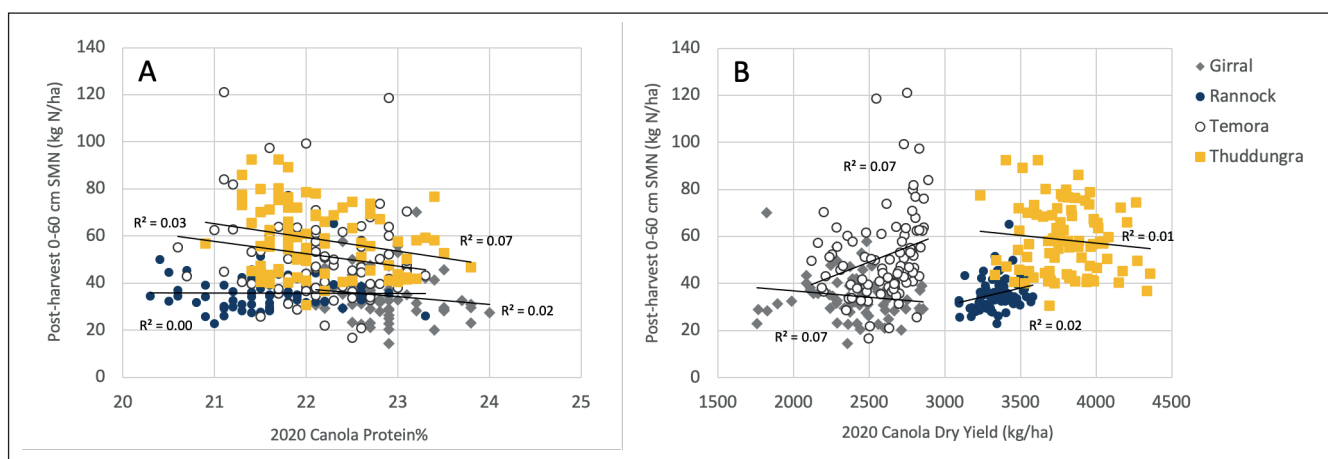 A
Post-harvest 0-60 cm SMN (kg N/ha)
140
120
100
80
60
40
20
0
R² = 0.03
R² = 0.07
R² = 0.00
R² = 0.02
20 21 22 23 24 25
2020 Canola Protein%
B
Post-harvest 0-60 cm SMN (kg N/ha)
140
120
100
80
60
40
20
0
R² = 0.07
R² = 0.01
R² = 0.07
R² = 0.02
1500 2000 2500 3000 3500 4000 4500
2020 Canola Dry Yield (kg/ha)
Girral
Rannock
Temora
Thuddungra